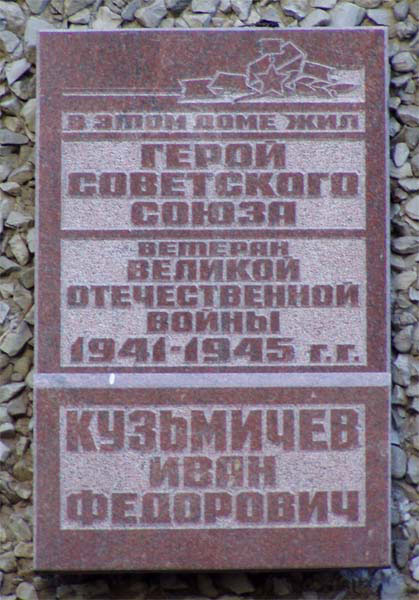 В ЭТОМ ДОМЕ ЖИЛ
ГЕРОЙ
СОВЕТСКОГО
СОЮЗА
ВЕТЕРАН
ВЕЛИКОЙ
ОТЕЧЕСТВЕННОЙ
ВОЙНЫ
1941-1945 г.г.
КУЗЬМИЧЕВ
ИВАН
ФЕДОРОВИЧ